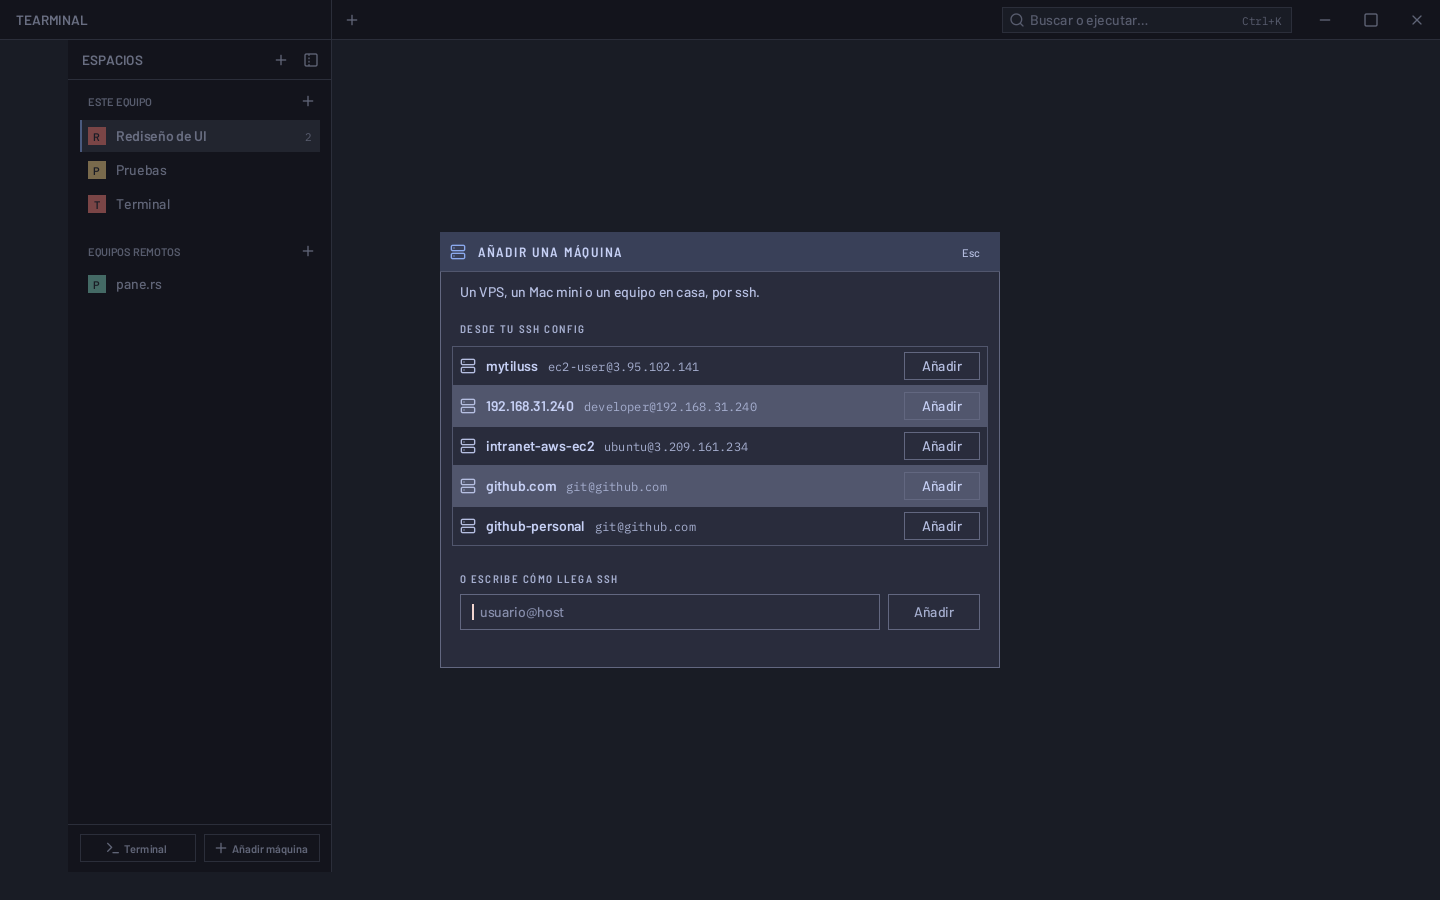 TEARMINAL
Buscar o ejecutar... Ctrl+K
ESPACIOS
ESTE EQUIPO
R Rediseño de UI 2
P Pruebas
T Terminal
EQUIPOS REMOTOS
P pane.rs
AÑADIR UNA MÁQUINA Esc
Un VPS, un Mac mini o un equipo en casa, por ssh.
DESDE TU SSH CONFIG
mytiluss ec2-user@3.95.102.141 Añadir
192.168.31.240 developer@192.168.31.240 Añadir
intranet-aws-ec2 ubuntu@3.209.161.234 Añadir
github.com git@github.com Añadir
github-personal git@github.com Añadir
O ESCRIBE CÓMO LLEGA SSH
usuario@host Añadir
Terminal Añadir máquina